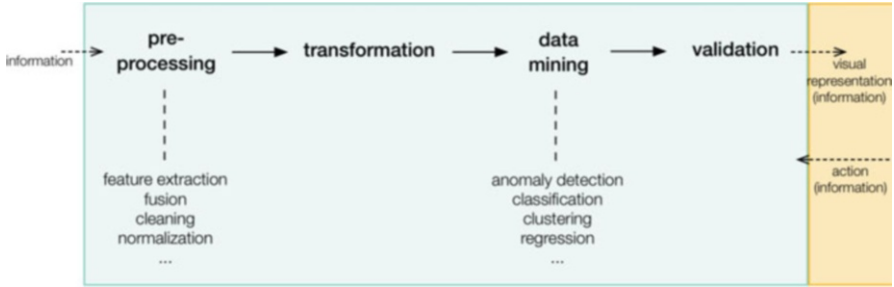 information
pre-
processing
transformation
data
mining
validation
visual
representation
(information)
feature extraction
fusion
cleaning
normalization
...
anomaly detection
classification
clustering
regression
...
action
(information)